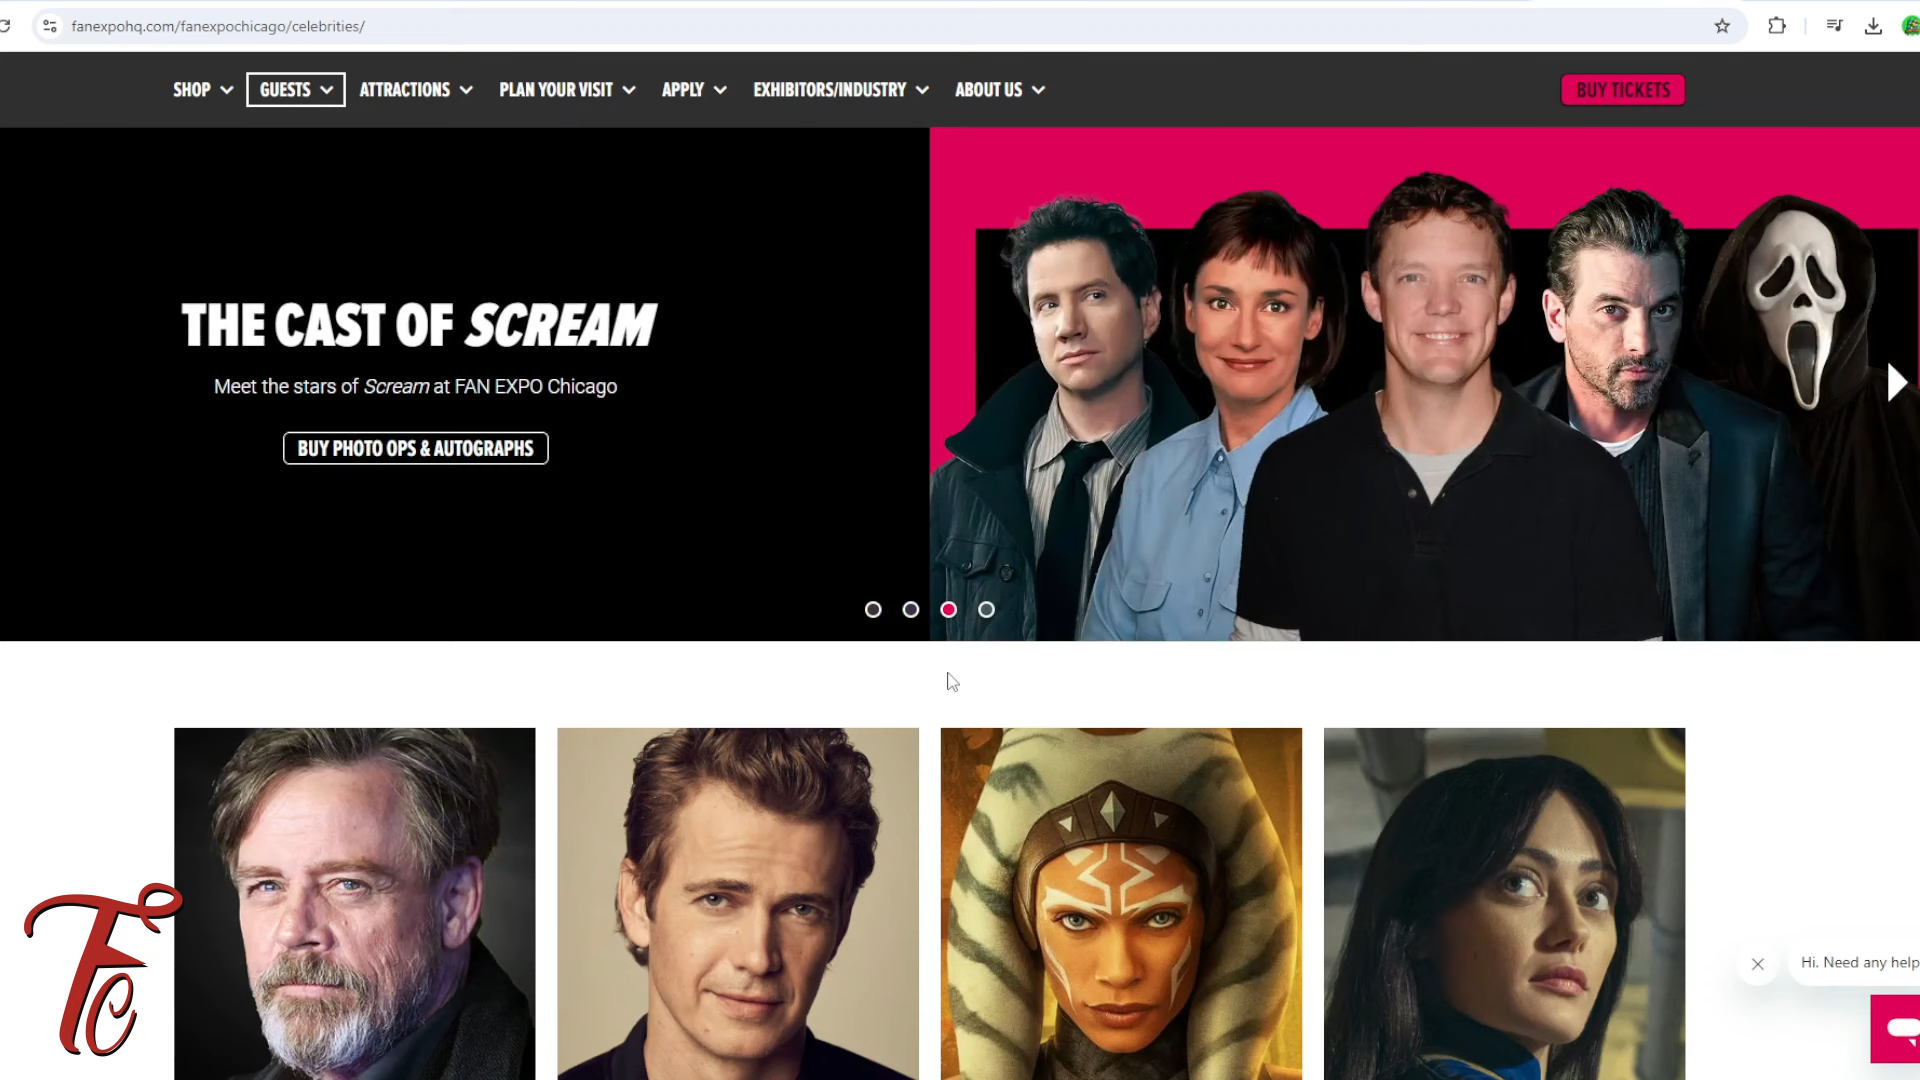 fanexpohq.com/fanexpochicago/celebrities/
SHOP GUESTS ATTRACTIONS PLAN YOUR VISIT APPLY EXHIBITORS/INDUSTRY ABOUT US BUY TICKETS
THE CAST OF SCREAM
Meet the stars of Scream at FAN EXPO Chicago
BUY PHOTO OPS & AUTOGRAPHS
Hi. Need any help
Fc